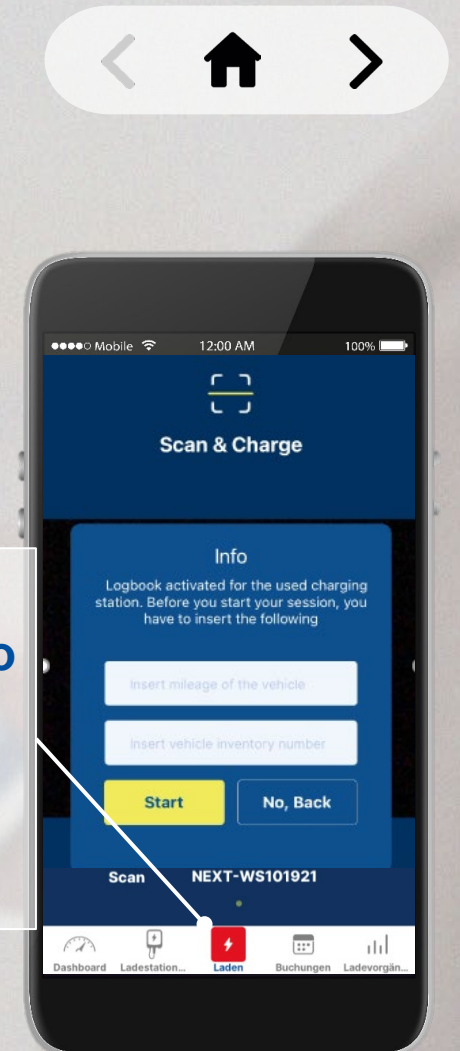 Mobile 12:00 AM 100%
Scan & Charge
Info
Logbook activated for the used charging
station. Before you start your session, you
have to insert the following
Insert mileage of the vehicle
Insert vehicle inventory number
Start No, Back
Scan NEXT-WS101921
Dashboard Ladestation... Laden Buchungen Ladevorgän...